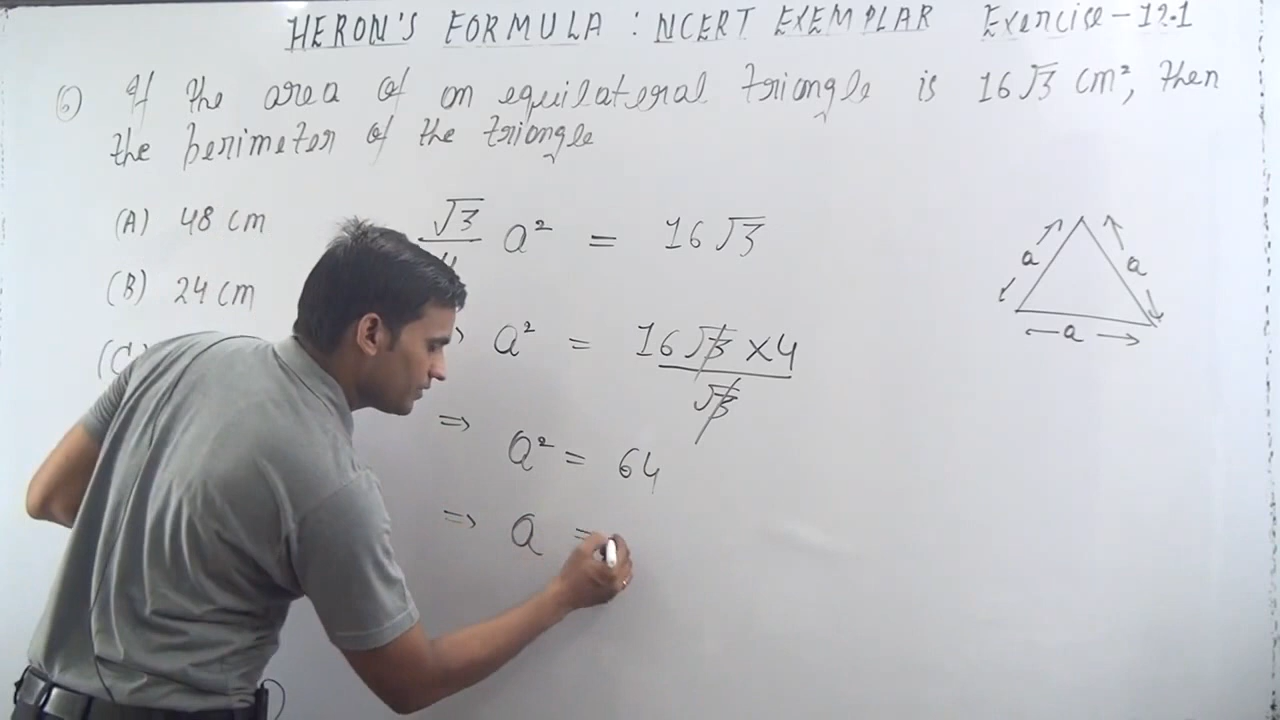 HERON'S FORMULA : NCERT EXEMPLAR Exercise-12.1
6) If the area of an equilateral triangle is 16√3 cm², then
the perimeter of the triangle
(A) 48 cm
(B) 24 cm
(C)
√3/4 a² = 16√3
⇒ a² = 16√3 × 4 / √3
⇒ a² = 64
⇒ a =
a
a
a